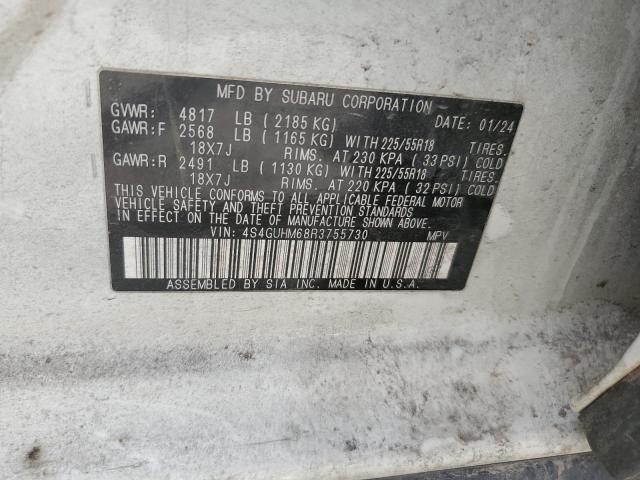 MFD BY SUBARU CORPORATION
GVWR: 4817 LB (2185 KG) DATE: 01/24
GAWR:F 2568 LB (1165 KG) WITH 225/55R18 TIRES.
18X7J RIMS. AT 230 KPA (33 PSI) COLD
GAWR:R 2491 LB (1130 KG) WITH 225/55R18 TIRES.
18X7J RIMS. AT 220 KPA (32 PSI) COLD
THIS VEHICLE CONFORMS TO ALL APPLICABLE FEDERAL MOTOR
VEHICLE SAFETY AND THEFT PREVENTION STANDARDS
IN EFFECT ON THE DATE OF MANUFACTURE SHOWN ABOVE.
VIN: 4S4GUHM68R3755730 MPV
ASSEMBLED BY SIA INC. MADE IN U.S.A.